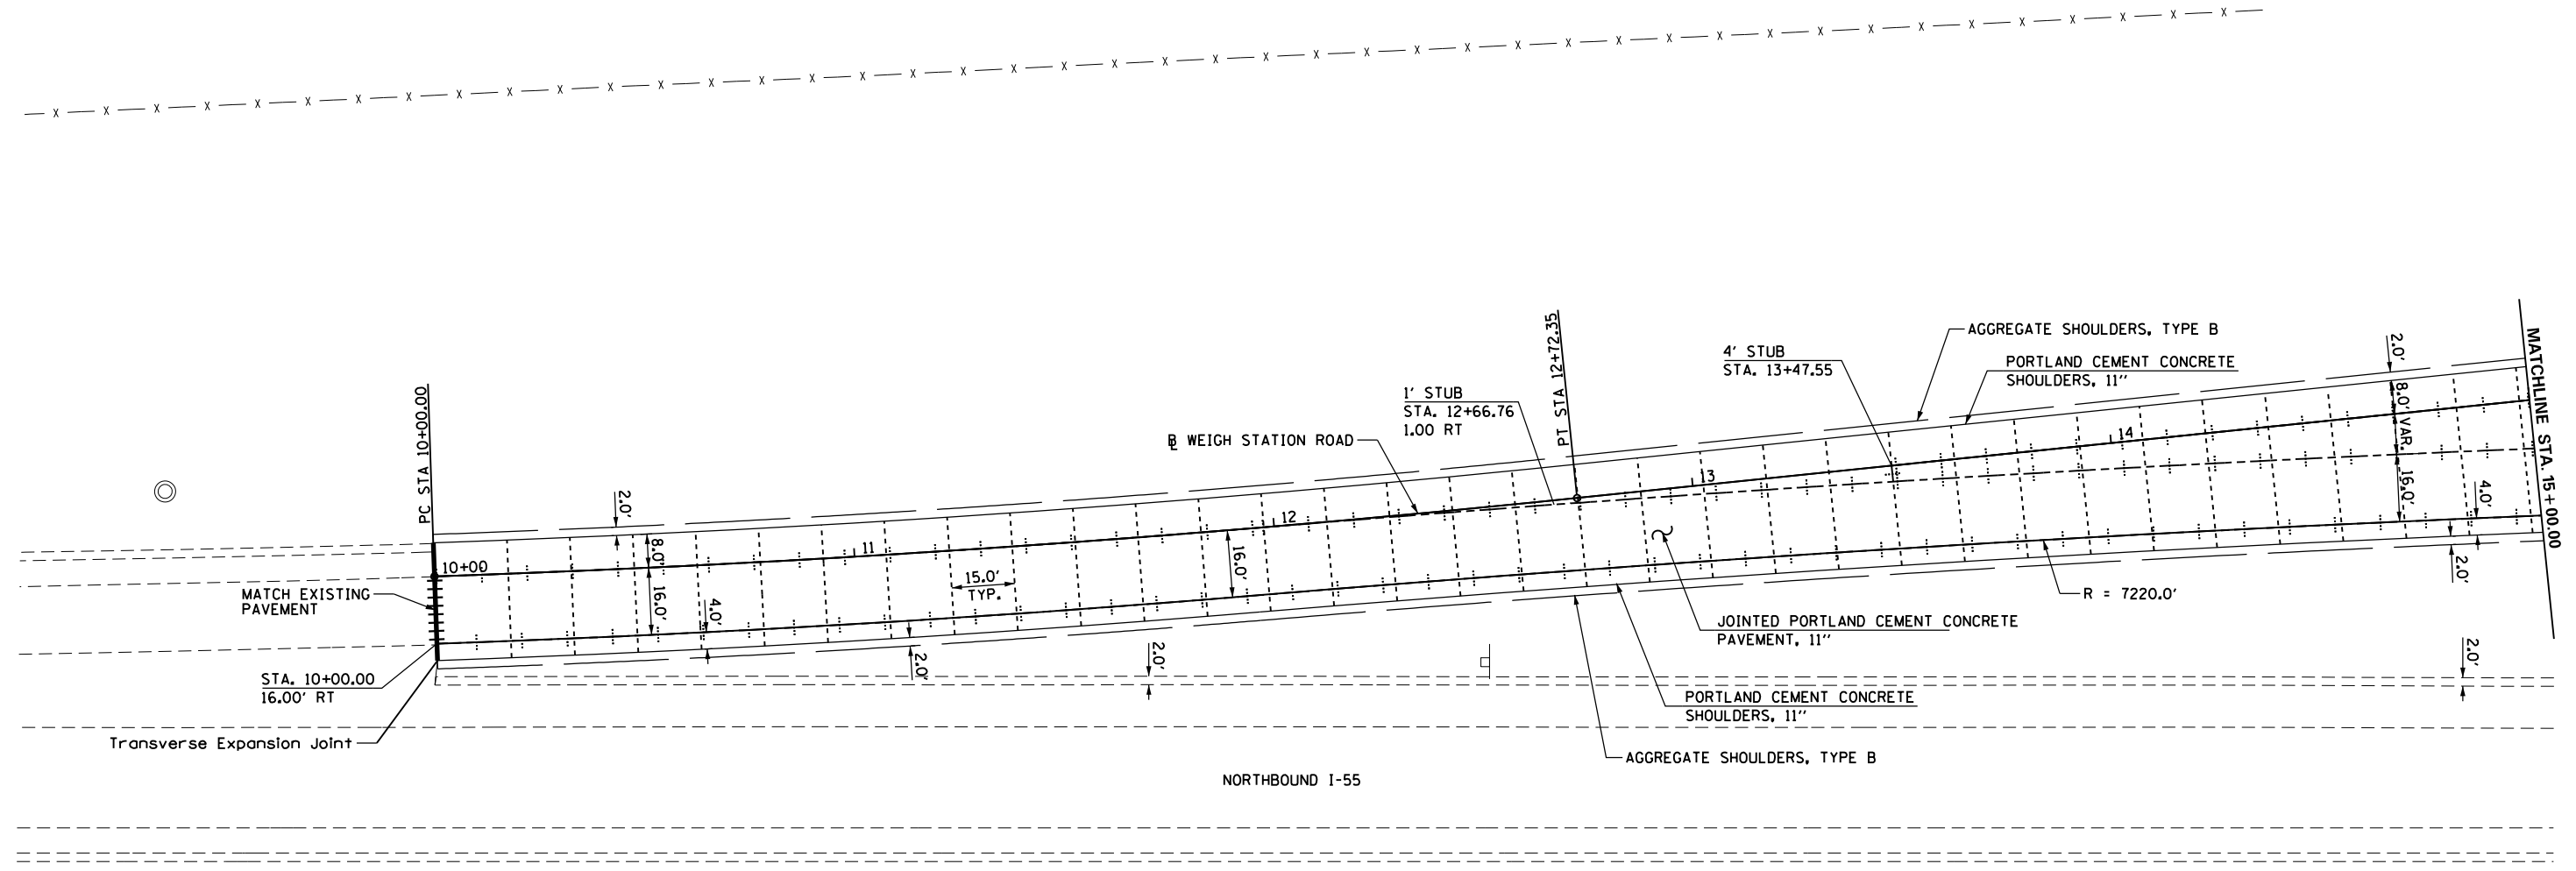 PC STA 10+00.00
10+00
MATCH EXISTING
PAVEMENT
STA. 10+00.00
16.00' RT
Transverse Expansion Joint
2.0'
8.0'
16.0'
4.0'
11
2.0'
15.0'
TYP.
2.0'
12
16.0'
BL WEIGH STATION ROAD
1' STUB
STA. 12+66.76
1.00 RT
PT STA 12+72.35
13
4' STUB
STA. 13+47.55
AGGREGATE SHOULDERS, TYPE B
PORTLAND CEMENT CONCRETE
SHOULDERS, 11"
14
2.0'
8.0'
VAR.
16.0'
4.0'
2.0'
MATCHLINE STA. 15+00.00
R = 7220.0'
JOINTED PORTLAND CEMENT CONCRETE
PAVEMENT, 11"
2.0'
PORTLAND CEMENT CONCRETE
SHOULDERS, 11"
AGGREGATE SHOULDERS, TYPE B
NORTHBOUND I-55